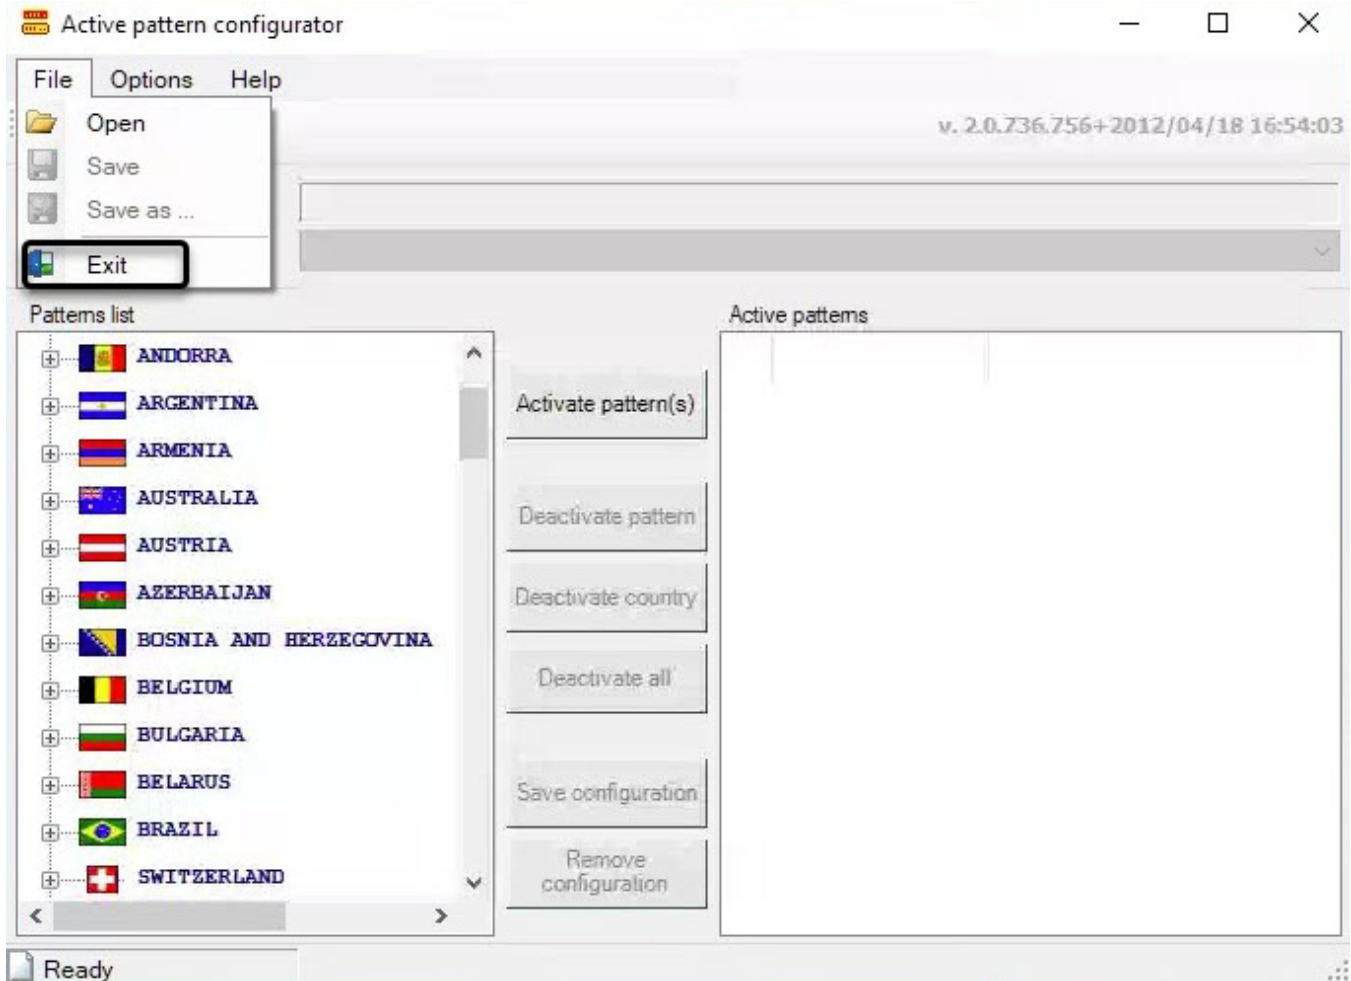 Active pattern configurator
File Options Help
Open
v. 2.0.736.756+2012/04/18 16:54:03
Save
Save as ...
Exit
Patterns list
Active patterns
ANDORRA
ARGENTINA
ARMENIA
AUSTRALIA
AUSTRIA
AZERBAIJAN
BOSNIA AND HERZEGOVINA
BELGIUM
BULGARIA
BELARUS
BRAZIL
SWITZERLAND
Activate pattern(s)
Deactivate pattern
Deactivate country
Deactivate all
Save configuration
Remove
configuration
Ready